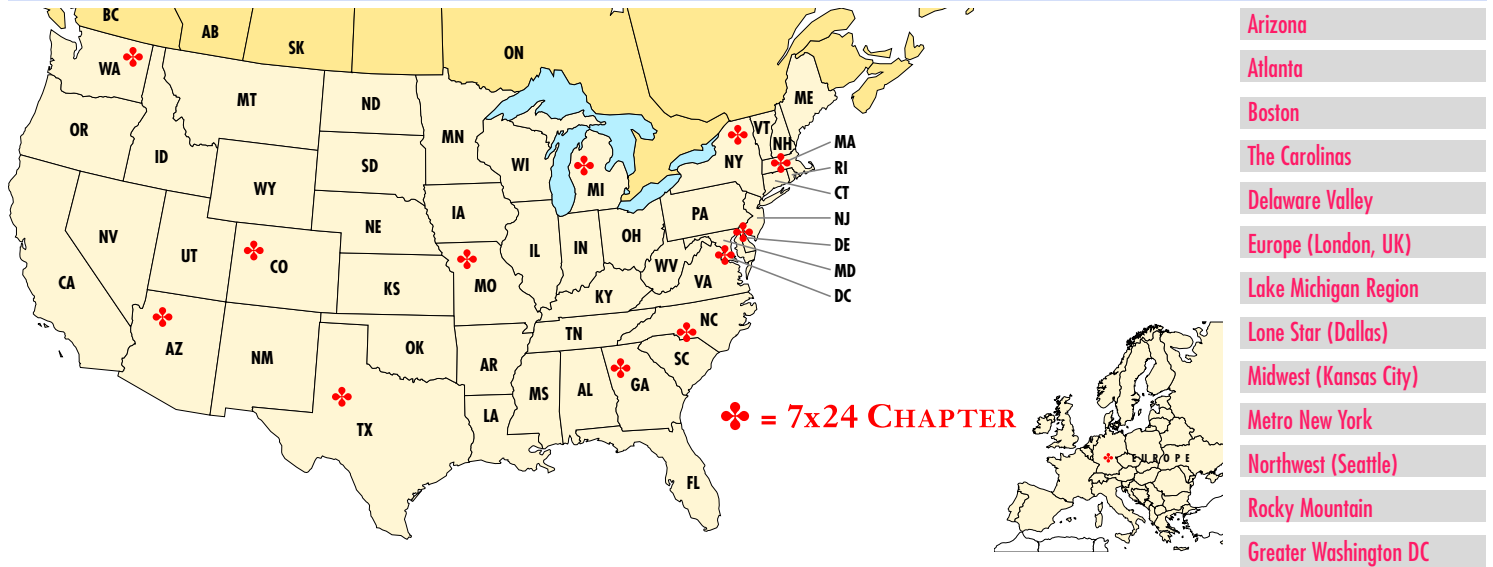 BC
AB
SK
ON
WA
MT
ND
MN
ME
VT
NH
MA
OR
ID
SD
WI
NY
RI
WY
MI
CT
NE
IA
PA
NJ
NV
UT
CO
IL
IN
OH
DE
CA
KS
MO
WV
VA
MD
KY
DC
AZ
NM
OK
TN
NC
AR
SC
MS
AL
GA
TX
LA
FL
= 7x24 CHAPTER
EUROPE
Arizona
Atlanta
Boston
The Carolinas
Delaware Valley
Europe (London, UK)
Lake Michigan Region
Lone Star (Dallas)
Midwest (Kansas City)
Metro New York
Northwest (Seattle)
Rocky Mountain
Greater Washington DC